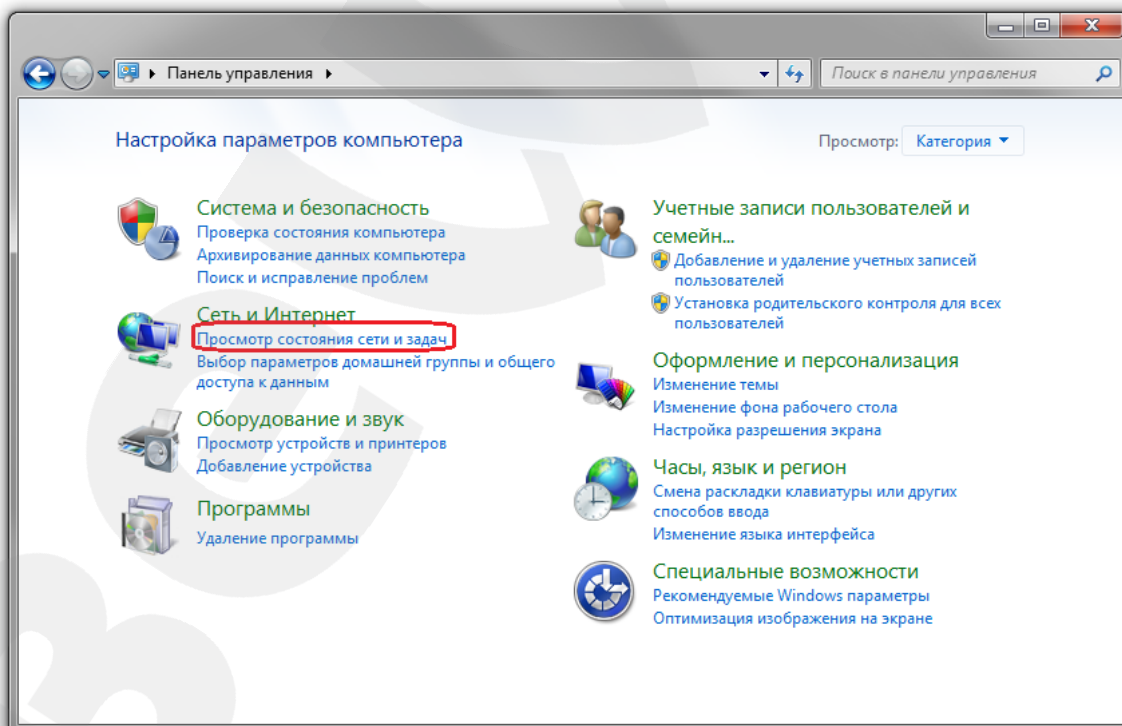 Панель управления
Поиск в панели управления
Настройка параметров компьютера
Просмотр: Категория
Система и безопасность
Проверка состояния компьютера
Архивирование данных компьютера
Поиск и исправление проблем
Сеть и Интернет
Просмотр состояния сети и задач
Выбор параметров домашней группы и общего
доступа к данным
Оборудование и звук
Просмотр устройств и принтеров
Добавление устройства
Программы
Удаление программы
Учетные записи пользователей и
семейн...
Добавление и удаление учетных записей
пользователей
Установка родительского контроля для всех
пользователей
Оформление и персонализация
Изменение темы
Изменение фона рабочего стола
Настройка разрешения экрана
Часы, язык и регион
Смена раскладки клавиатуры или других
способов ввода
Изменение языка интерфейса
Специальные возможности
Рекомендуемые Windows параметры
Оптимизация изображения на экране